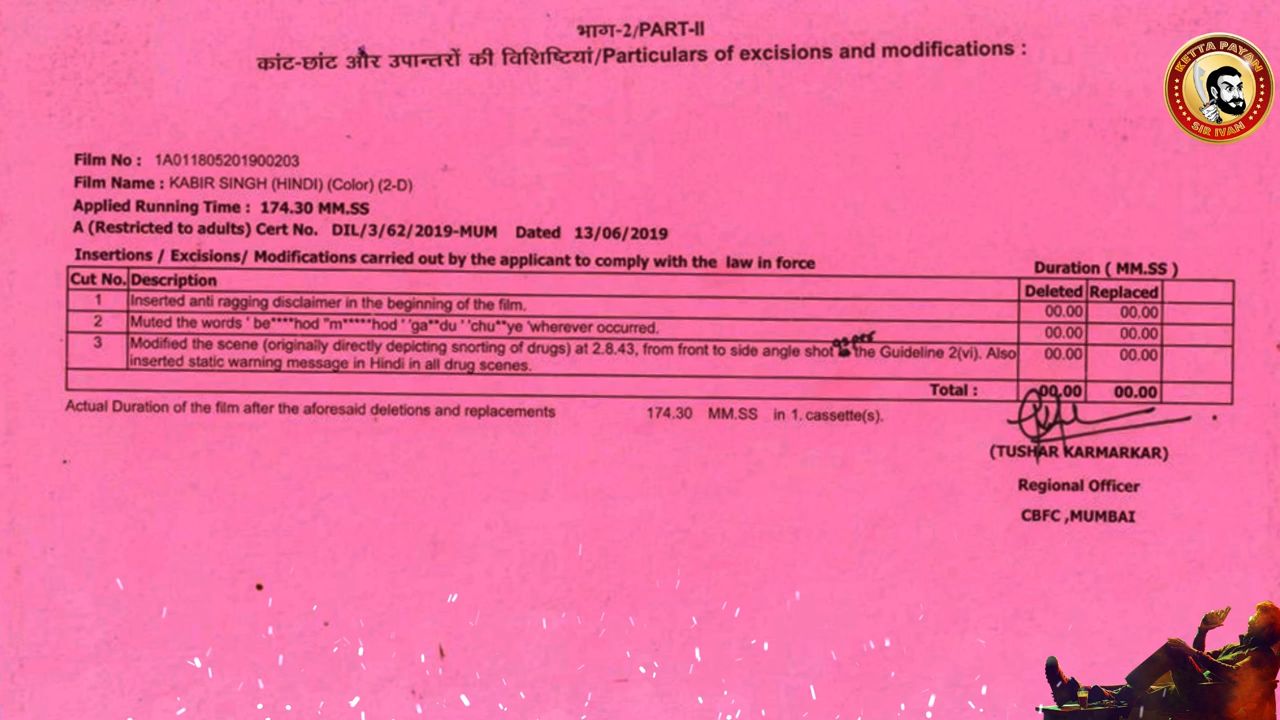 भाग-2/PART-II
कांट-छांट और उपान्तरों की विशिष्टियां/Particulars of excisions and modifications :
KETTA PAYAN
SIR IVAN
Film No : 1A011805201900203
Film Name : KABIR SINGH (HINDI) (Color) (2-D)
Applied Running Time : 174.30 MM.SS
A (Restricted to adults) Cert No. DIL/3/62/2019-MUM Dated 13/06/2019
Insertions / Excisions/ Modifications carried out by the applicant to comply with the law in force
Duration ( MM.SS )
Cut No. Description Deleted Replaced
1 Inserted anti ragging disclaimer in the beginning of the film. 00.00 00.00
2 Muted the words ' be****hod "m*****hod ' 'ga**du ' 'chu**ye 'wherever occurred. 00.00 00.00
3 Modified the scene (originally directly depicting snorting of drugs) at 2.8.43, from front to side angle shot as per the Guideline 2(vi). Also 00.00 00.00
inserted static warning message in Hindi in all drug scenes.
Total : 00.00 00.00
Actual Duration of the film after the aforesaid deletions and replacements 174.30 MM.SS in 1. cassette(s).
(TUSHAR KARMARKAR)
Regional Officer
CBFC ,MUMBAI